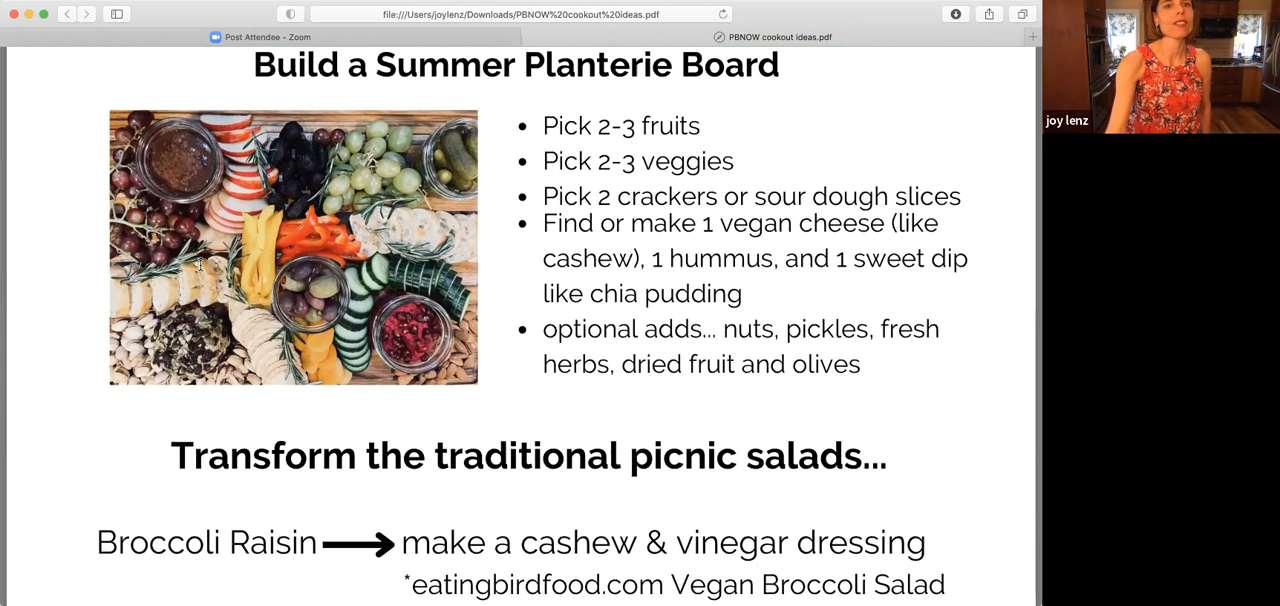 file:///Users/joylenz/Downloads/PBNOW%20cookout%20ideas.pdf
Post Attendee - Zoom
PBNOW cookout ideas.pdf
joy lenz
Build a Summer Planterie Board
Pick 2-3 fruits
Pick 2-3 veggies
Pick 2 crackers or sour dough slices
Find or make 1 vegan cheese (like
cashew), 1 hummus, and 1 sweet dip
like chia pudding
optional adds... nuts, pickles, fresh
herbs, dried fruit and olives
Transform the traditional picnic salads...
Broccoli Raisin
make a cashew & vinegar dressing
*eatingbirdfood.com Vegan Broccoli Salad